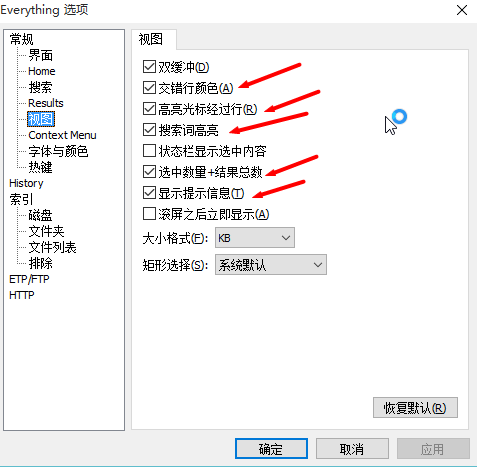 Everything 选项
常规
界面
Home
搜索
Results
视图
Context Menu
字体与颜色
热键
History
索引
磁盘
文件夹
文件列表
排除
ETP/FTP
HTTP
视图
双缓冲(D)
交错行颜色(A)
高亮光标经过行(R)
搜索词高亮
状态栏显示选中内容
选中数量+结果总数
显示提示信息(T)
滚屏之后立即显示(A)
大小格式(F): KB
矩形选择(S): 系统默认
恢复默认(R)
确定 取消 应用